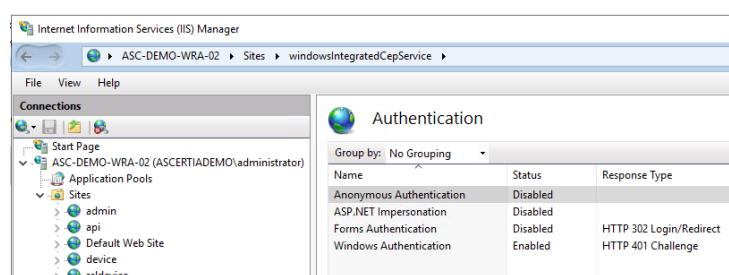 Internet Information Services (IIS) Manager
ASC-DEMO-WRA-02 Sites windowsIntegratedCepService
File View Help
Connections
Start Page
ASC-DEMO-WRA-02 (ASCERTIADEMO\administrator)
Application Pools
Sites
admin
api
Default Web Site
device
Authentication
Group by: No Grouping
Name Status Response Type
Anonymous Authentication Disabled
ASP.NET Impersonation Disabled
Forms Authentication Disabled HTTP 302 Login/Redirect
Windows Authentication Enabled HTTP 401 Challenge